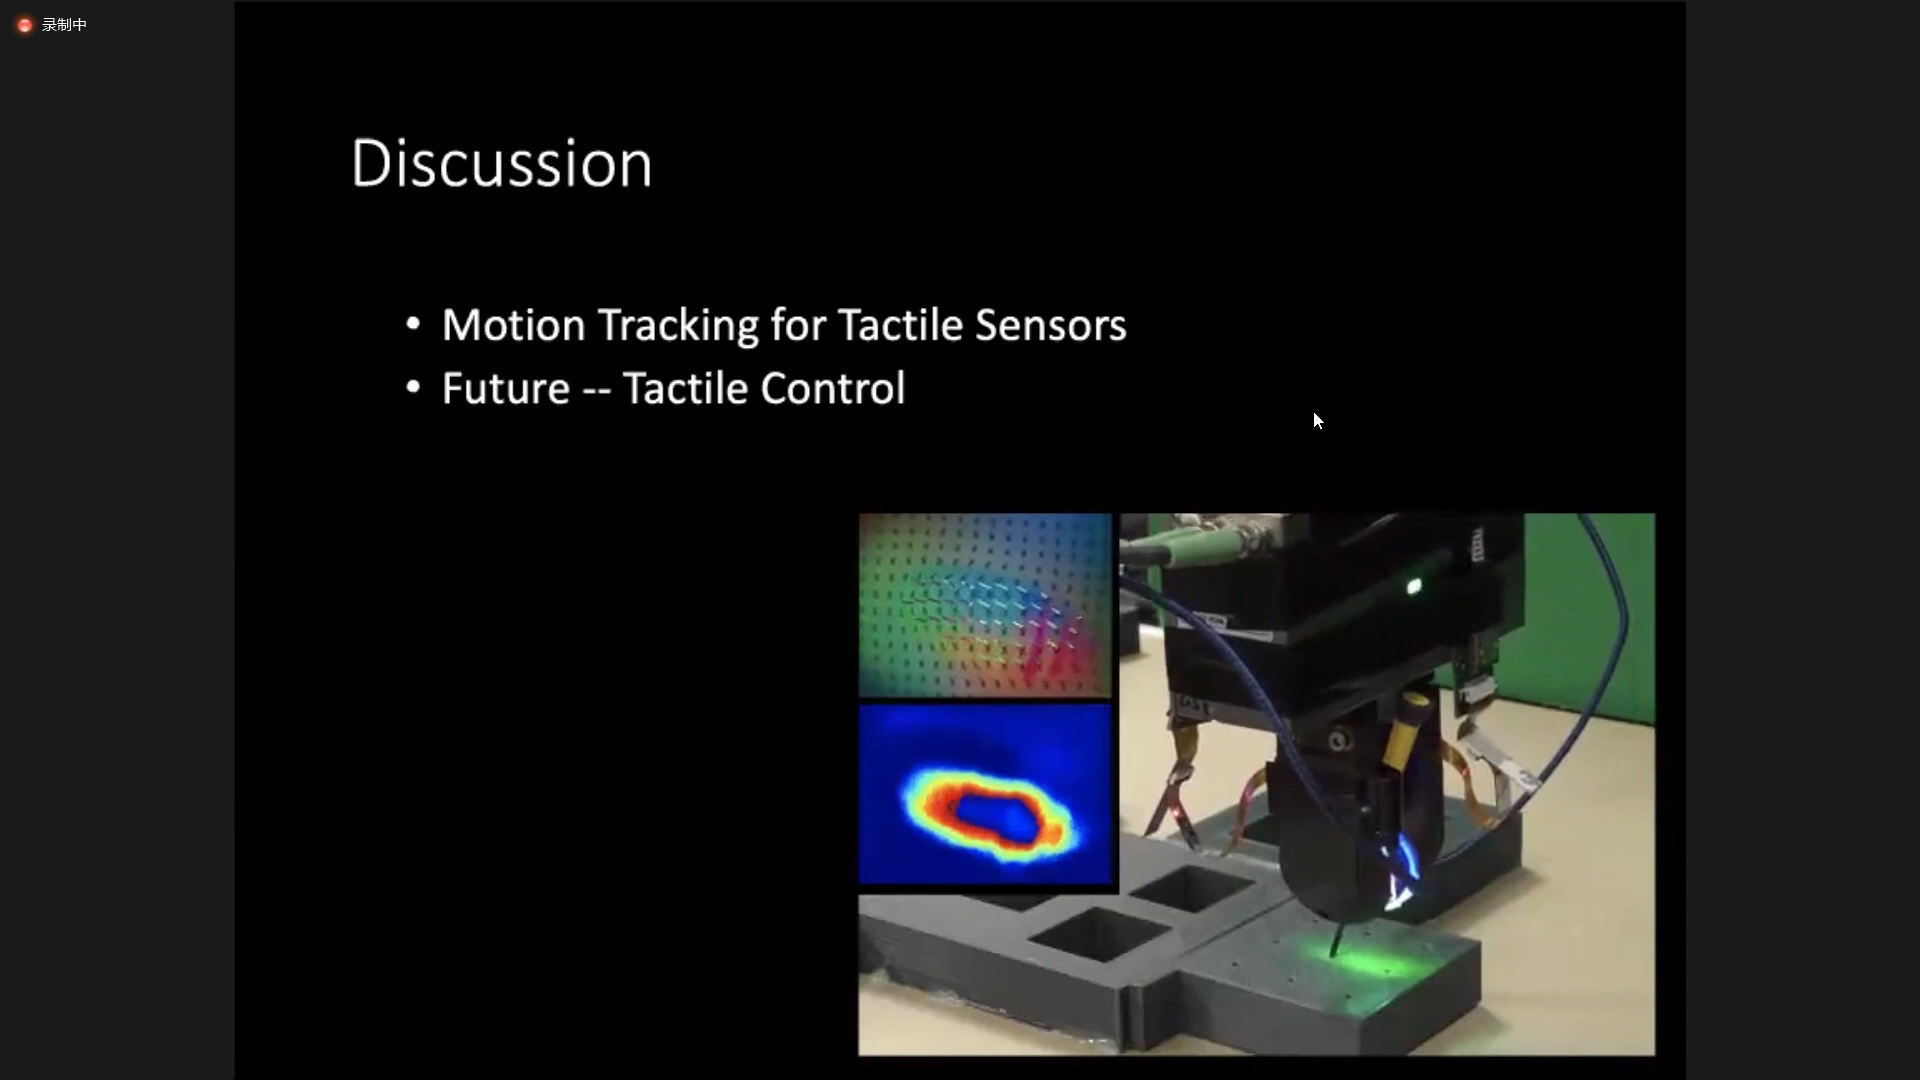 录制中
Discussion
• Motion Tracking for Tactile Sensors
• Future -- Tactile Control